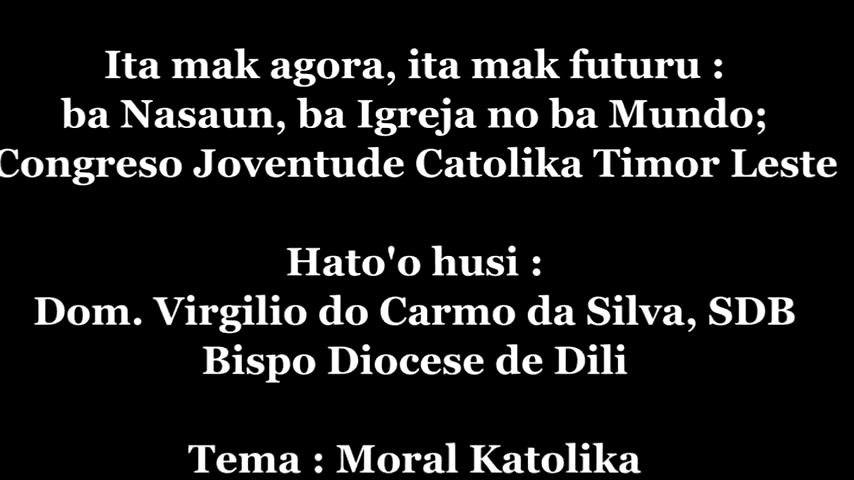 Ita mak agora, ita mak futuru :
ba Nasaun, ba Igreja no ba Mundo;
Congreso Joventude Catolika Timor Leste
Hato'o husi :
Dom. Virgilio do Carmo da Silva, SDB
Bispo Diocese de Dili
Tema : Moral Katolika